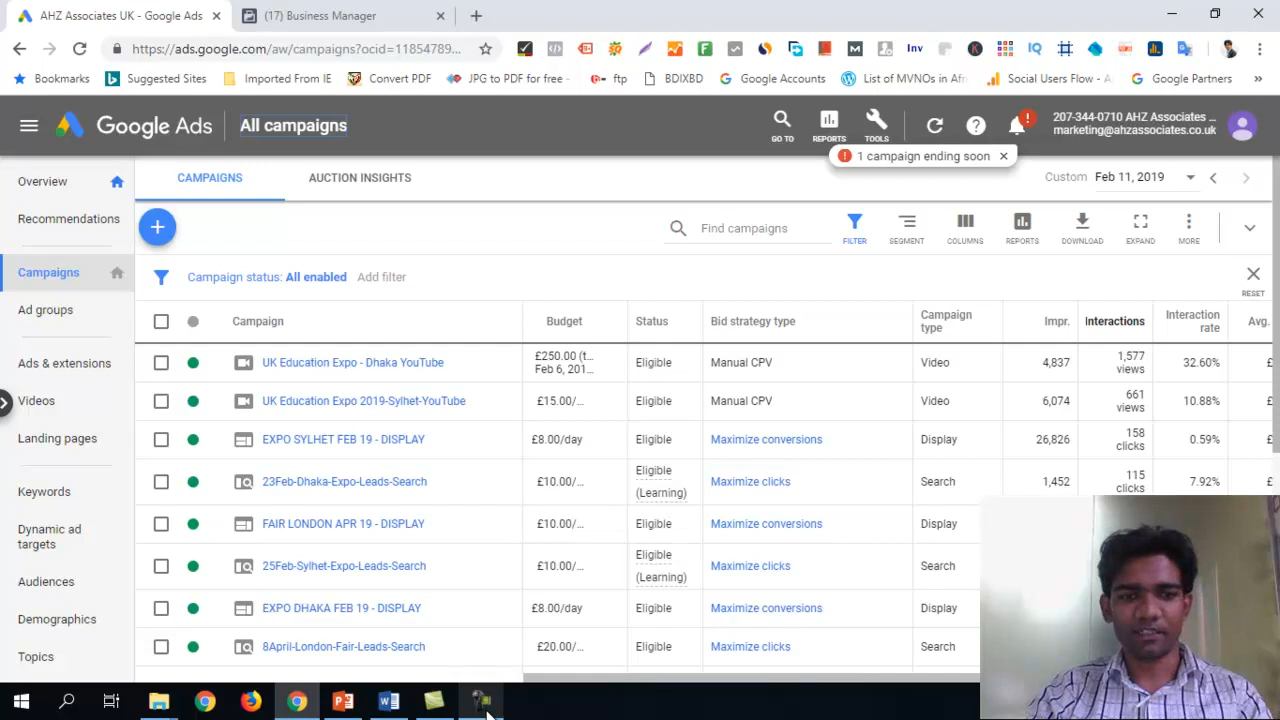 AHZ Associates UK - Google Ads
(17) Business Manager
https://ads.google.com/aw/campaigns?ocid=11854789...
Inv
IQ
Bookmarks
Suggested Sites
Imported From IE
Convert PDF
JPG to PDF for free -
ftp
BDIXBD
Google Accounts
List of MVNOs in Afr
Social Users Flow - A
Google Partners
Google Ads
All campaigns
GO TO
REPORTS
TOOLS
207-344-0710 AHZ Associates ...
marketing@ahzassociates.co.uk
1 campaign ending soon
Overview
Recommendations
Campaigns
Ad groups
Ads & extensions
Videos
Landing pages
Keywords
Dynamic ad
targets
Audiences
Demographics
Topics
CAMPAIGNS
AUCTION INSIGHTS
Custom Feb 11, 2019
Find campaigns
FILTER
SEGMENT
COLUMNS
REPORTS
DOWNLOAD
EXPAND
MORE
Campaign status: All enabled
Add filter
RESET
Campaign
Budget
Status
Bid strategy type
Campaign
type
Impr.
Interactions
Interaction
rate
Avg.
UK Education Expo - Dhaka YouTube
£250.00 (t...
Feb 6, 201...
Eligible
Manual CPV
Video
4,837
1,577
views
32.60%
£
UK Education Expo 2019-Sylhet-YouTube
£15.00/...
Eligible
Manual CPV
Video
6,074
661
views
10.88%
£
EXPO SYLHET FEB 19 - DISPLAY
£8.00/day
Eligible
Maximize conversions
Display
26,826
158
clicks
0.59%
£
23Feb-Dhaka-Expo-Leads-Search
£10.00/...
Eligible
(Learning)
Maximize clicks
Search
1,452
115
clicks
7.92%
£
FAIR LONDON APR 19 - DISPLAY
£10.00/...
Eligible
Maximize conversions
Display
25Feb-Sylhet-Expo-Leads-Search
£10.00/...
Eligible
(Learning)
Maximize clicks
Search
EXPO DHAKA FEB 19 - DISPLAY
£8.00/day
Eligible
Maximize conversions
Display
8April-London-Fair-Leads-Search
£20.00/...
Eligible
Maximize clicks
Search